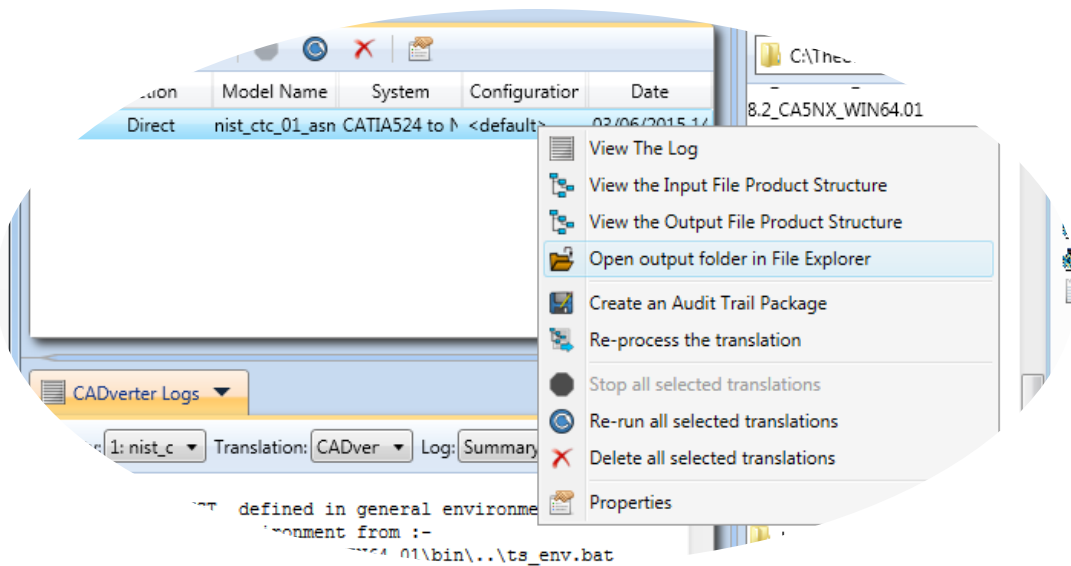 C:\Theo
Model Name System Configuration Date
8.2_CA5NX_WIN64.01
Direct nist_ctc_01_asn CATIA524 to N <default> 03/06/2015 14
View The Log
View the Input File Product Structure
View the Output File Product Structure
Open output folder in File Explorer
Create an Audit Trail Package
Re-process the translation
Stop all selected translations
Re-run all selected translations
Delete all selected translations
Properties
CADverter Logs
1: nist_c Translation: CADver Log: Summary
defined in general environme
ronment from :-
01\bin\..\ts_env.bat